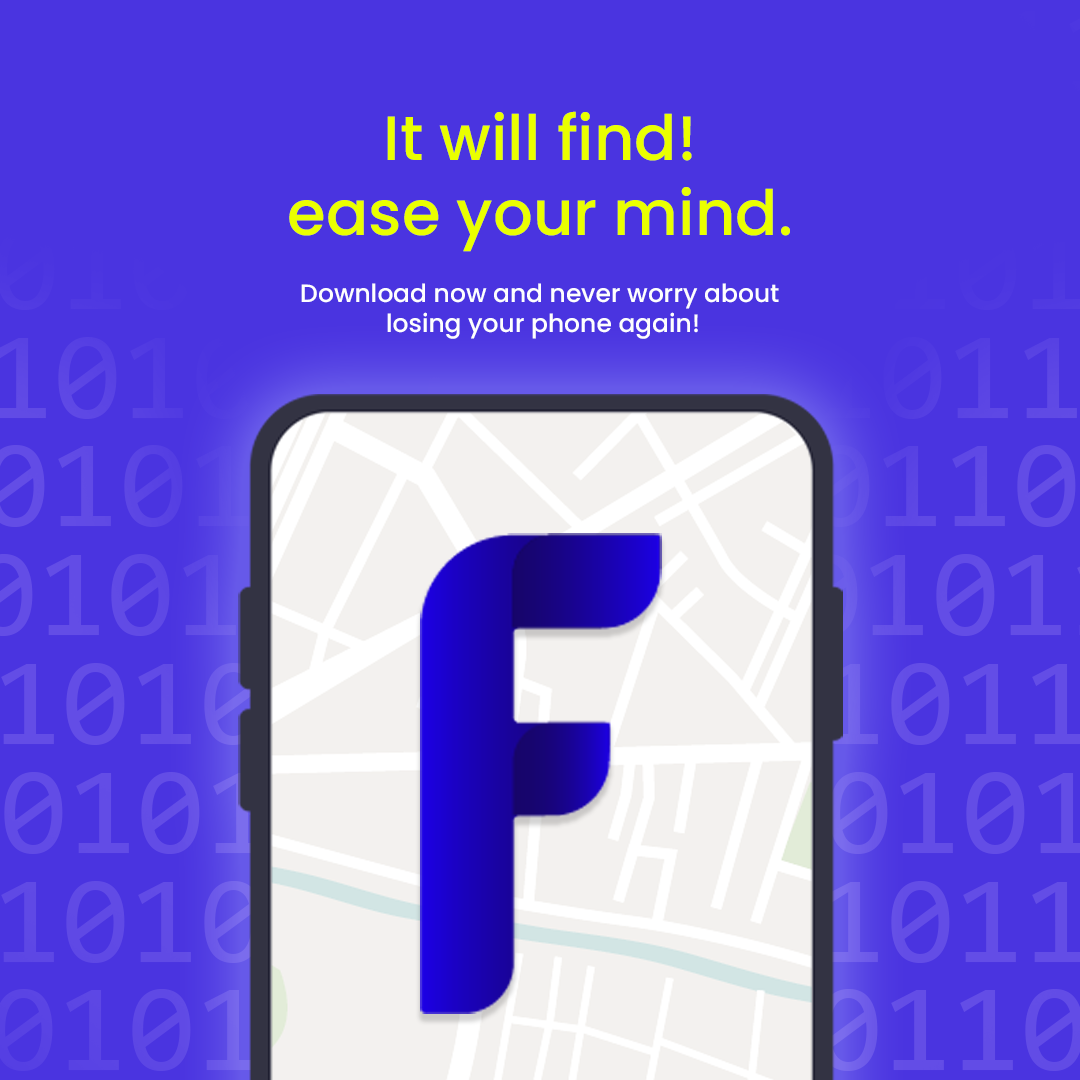 It will find!
ease your mind.
Download now and never worry about
losing your phone again!
F